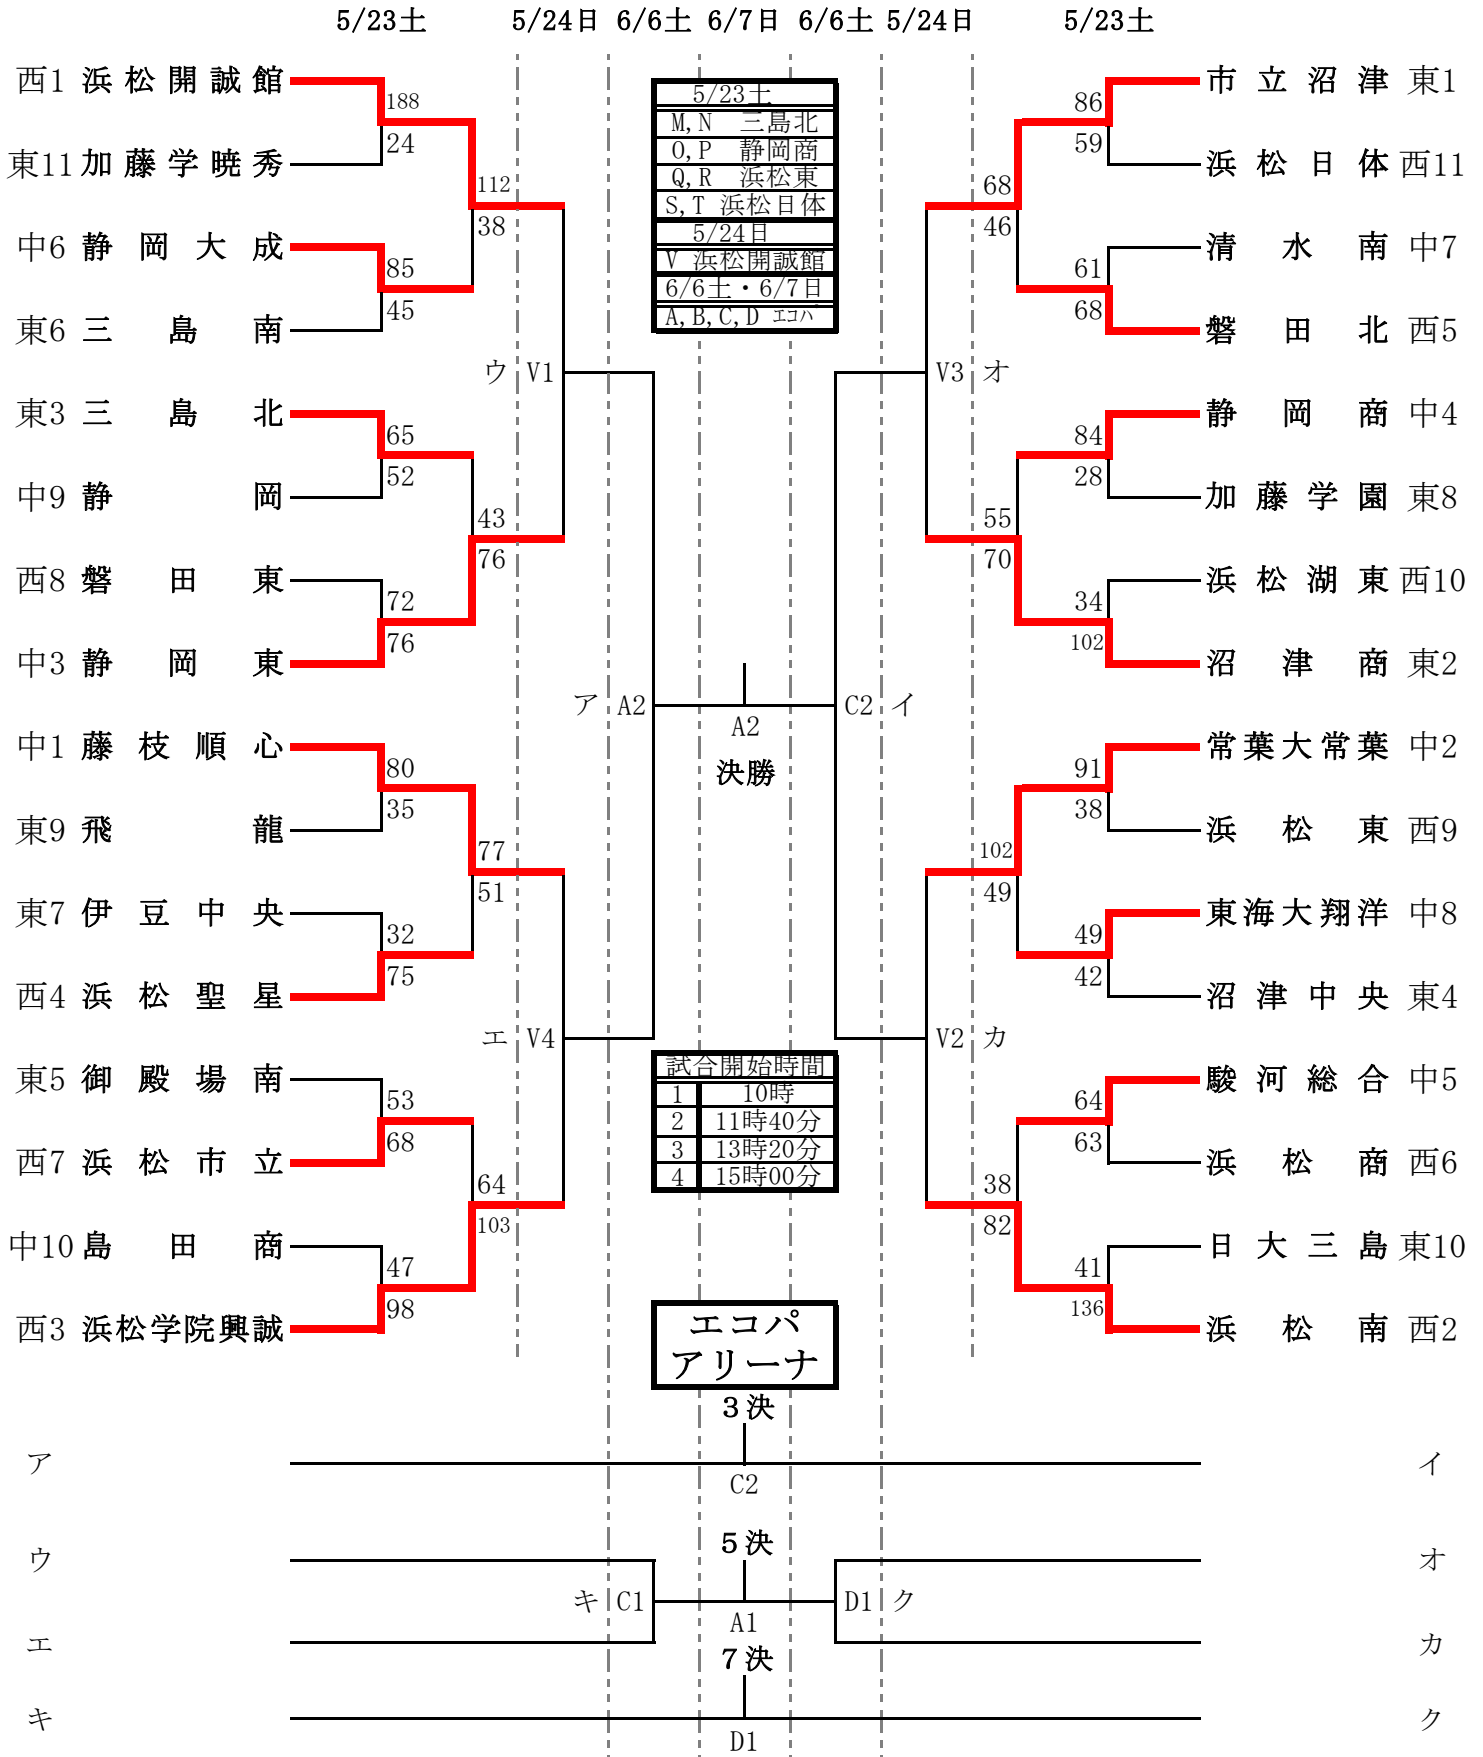 5/23土 5/24日 6/6土 6/7日 6/6土 5/24日 5/23土
西1 浜松開誠館
188
24
東11 加藤学暁秀
112
38
中6 静岡大成
85
45
東6 三島南
ウ V1
東3 三島北
65
52
中9 静岡
43
76
西8 磐田東
72
76
中3 静岡東
ア A2
中1 藤枝順心
80
35
東9 飛龍
77
51
東7 伊豆中央
32
75
西4 浜松聖星
エ V4
東5 御殿場南
53
68
西7 浜松市立
64
103
中10 島田商
47
98
西3 浜松学院興誠
5/23土
M,N 三島北
O,P 静岡商
Q,R 浜松東
S,T 浜松日体
5/24日
V 浜松開誠館
6/6土・6/7日
A,B,C,D エコパ
A2
決勝
試合開始時間
1 10時
2 11時40分
3 13時20分
4 15時00分
エコパ
アリーナ
市立沼津 東1
86
59
浜松日体 西11
68
46
清水南 中7
61
68
磐田北 西5
V3 オ
静岡商 中4
84
28
加藤学園 東8
55
70
浜松湖東 西10
34
102
沼津商 東2
C2 イ
常葉大常葉 中2
91
38
浜松東 西9
102
49
東海大翔洋 中8
49
42
沼津中央 東4
V2 カ
駿河総合 中5
64
63
浜松商 西6
38
82
日大三島 東10
41
136
浜松南 西2
3決
ア イ
C2
5決
ウ オ
キ C1 D1 ク
A1
エ カ
7決
キ ク
D1